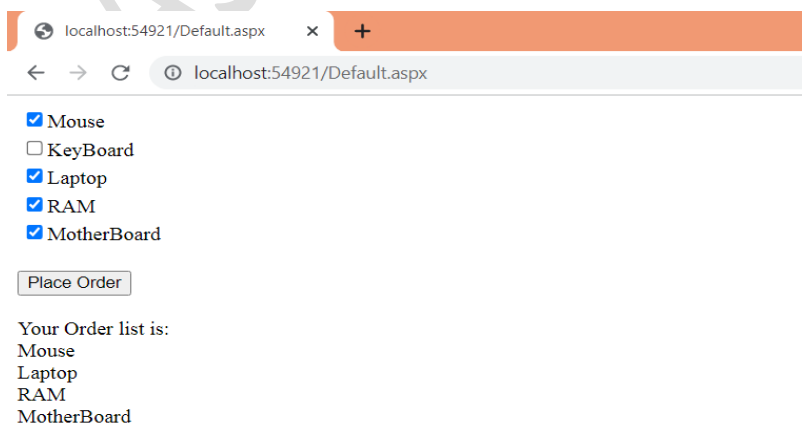 localhost:54921/Default.aspx
localhost:54921/Default.aspx
Mouse
KeyBoard
Laptop
RAM
MotherBoard
Place Order
Your Order list is:
Mouse
Laptop
RAM
MotherBoard